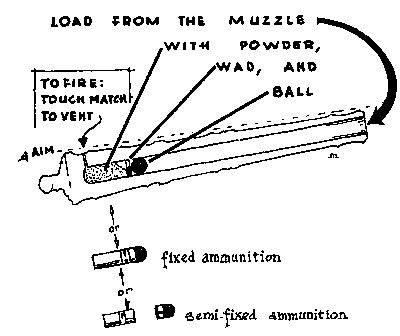 LOAD FROM THE MUZZLE
WITH POWDER,
WAD, AND
BALL
TO FIRE:
TOUCH MATCH
TO VENT
AIM
or
fixed ammunition
or
semi-fixed ammunition